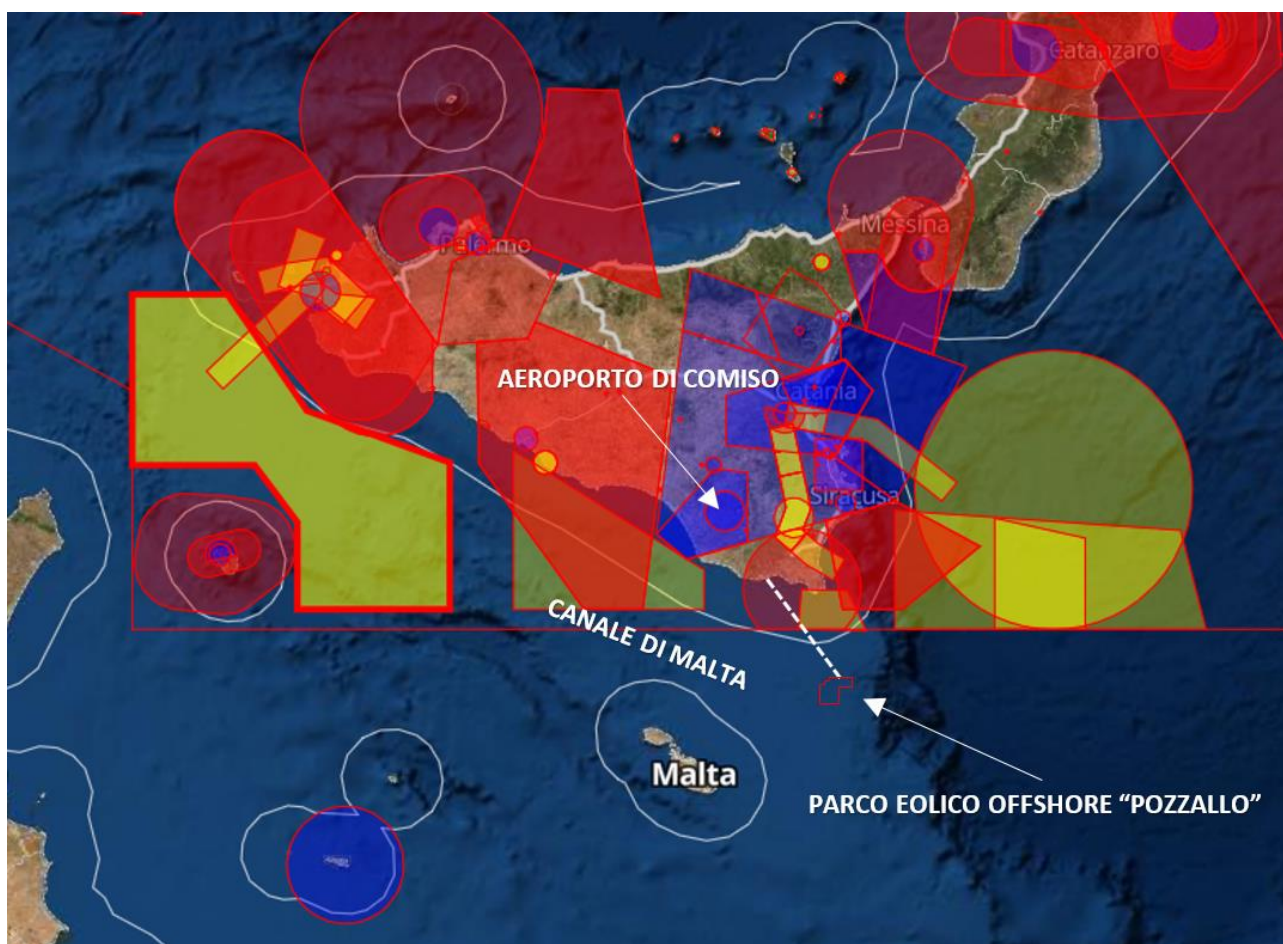 Catanzaro
Palermo
Messina
AEROPORTO DI COMISO
Catania
Siracusa
CANALE DI MALTA
Malta
PARCO EOLICO OFFSHORE “POZZALLO”